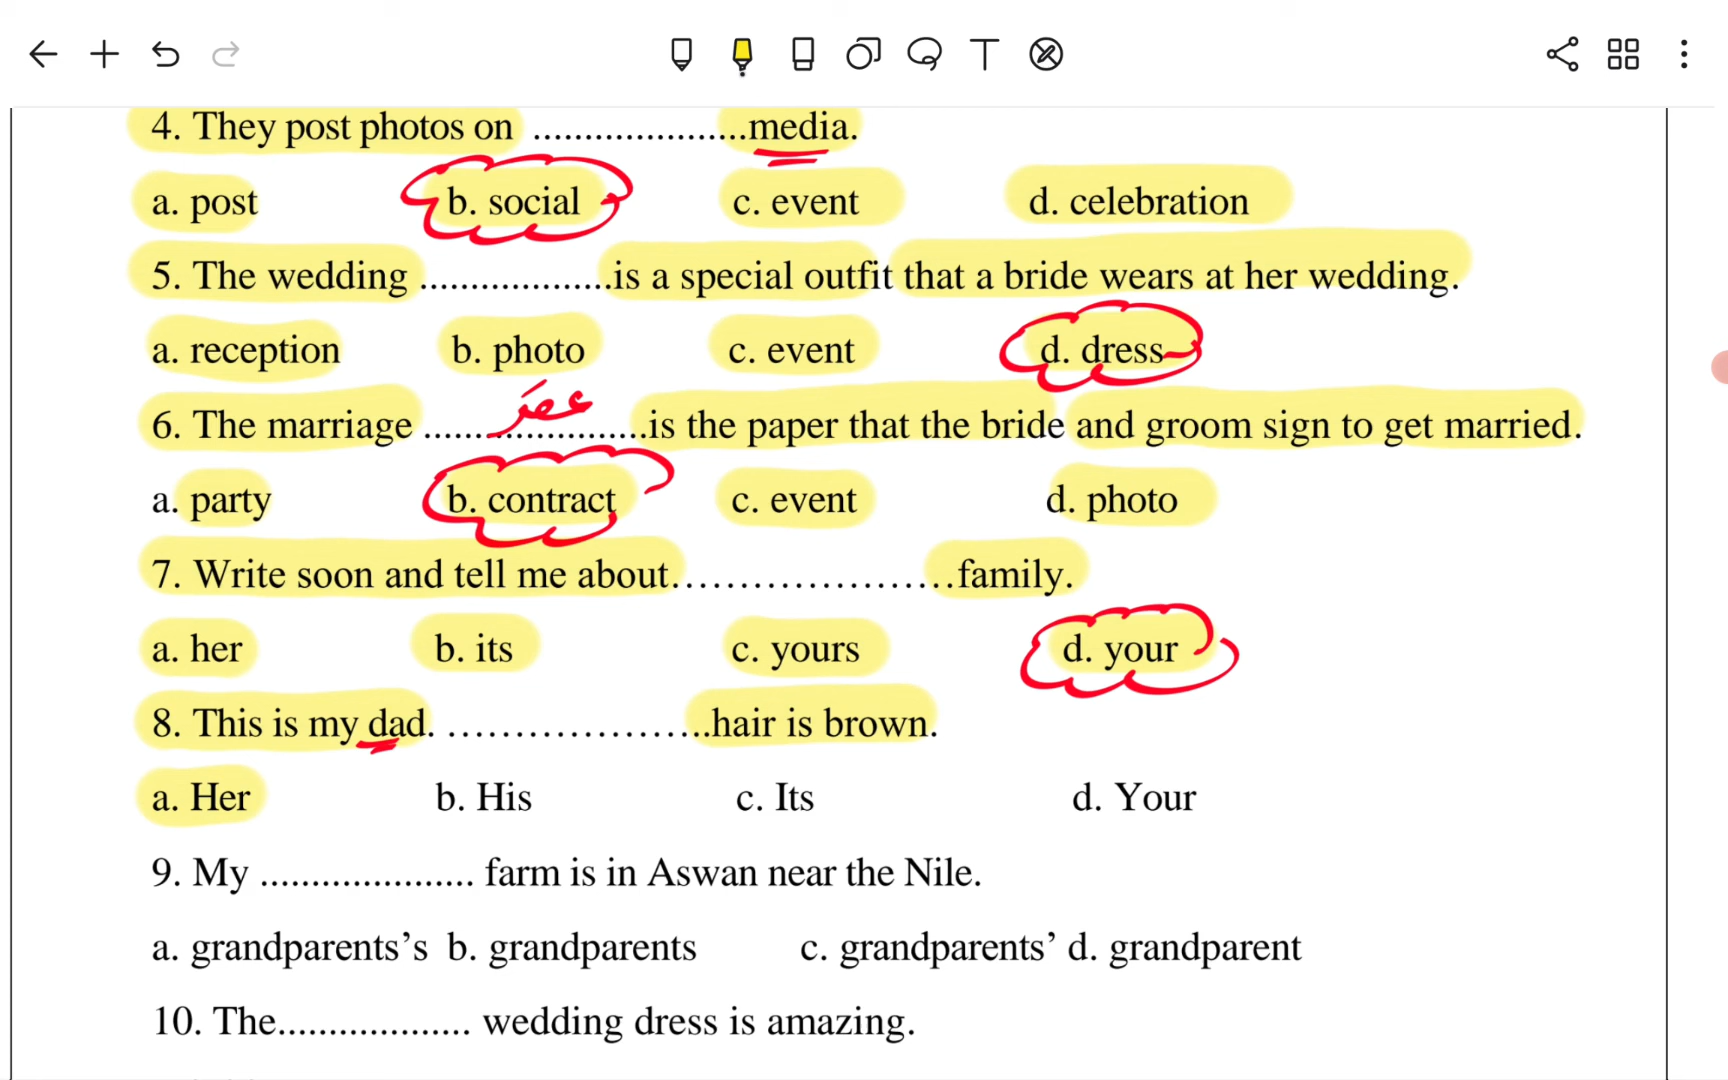 4. They post photos on .....................media.
a. post b. social c. event d. celebration
5. The wedding ...................is a special outfit that a bride wears at her wedding.
a. reception b. photo c. event d. dress
عقد
6. The marriage ......................is the paper that the bride and groom sign to get married.
a. party b. contract c. event d. photo
7. Write soon and tell me about.....................family.
a. her b. its c. yours d. your
8. This is my dad. ....................hair is brown.
a. Her b. His c. Its d. Your
9. My ..................... farm is in Aswan near the Nile.
a. grandparents’s b. grandparents c. grandparents’ d. grandparent
10. The................... wedding dress is amazing.